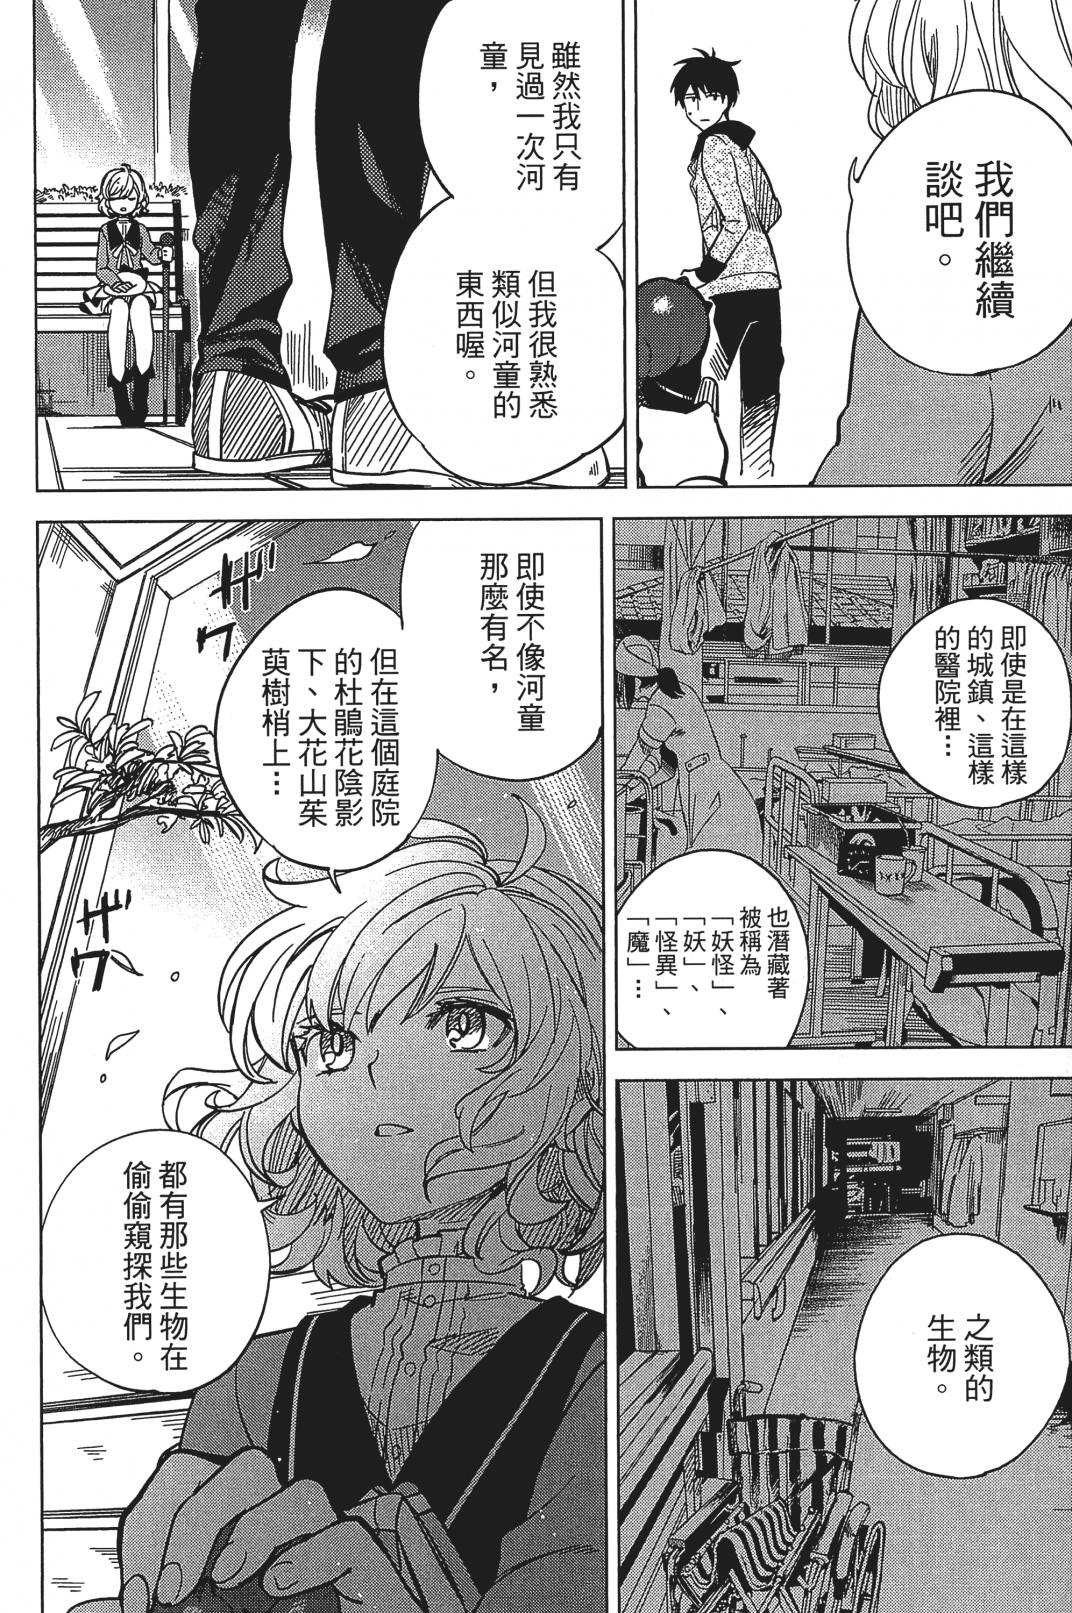 我們繼續
談吧。
雖然我只有
見過一次河
童，
但我很熟悉
類似河童的
東西喔。
即使是在這樣
的城鎮、這樣
的醫院裡…
也潛藏著
被稱為
「妖怪」、
「妖」、
「怪異」、
「魔」…
之類的
生物。
即使不像河童
那麼有名，
但在這個庭院
的杜鵑花陰影
下、大花山茱
萸樹梢上…
ザワ
ザワ
都有那些生物在
偷偷窺探我們。